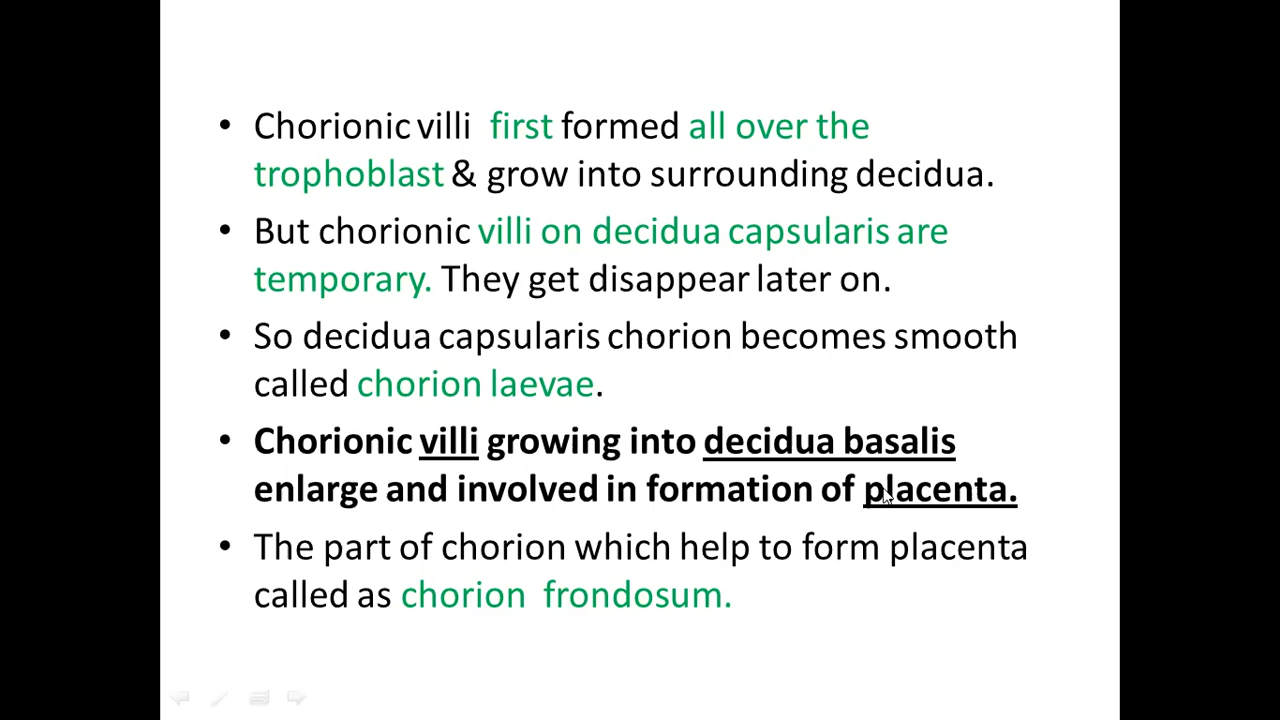 • Chorionic villi first formed all over the
trophoblast & grow into surrounding decidua.
• But chorionic villi on decidua capsularis are
temporary. They get disappear later on.
• So decidua capsularis chorion becomes smooth
called chorion laevae.
• Chorionic villi growing into decidua basalis
enlarge and involved in formation of placenta.
• The part of chorion which help to form placenta
called as chorion frondosum.